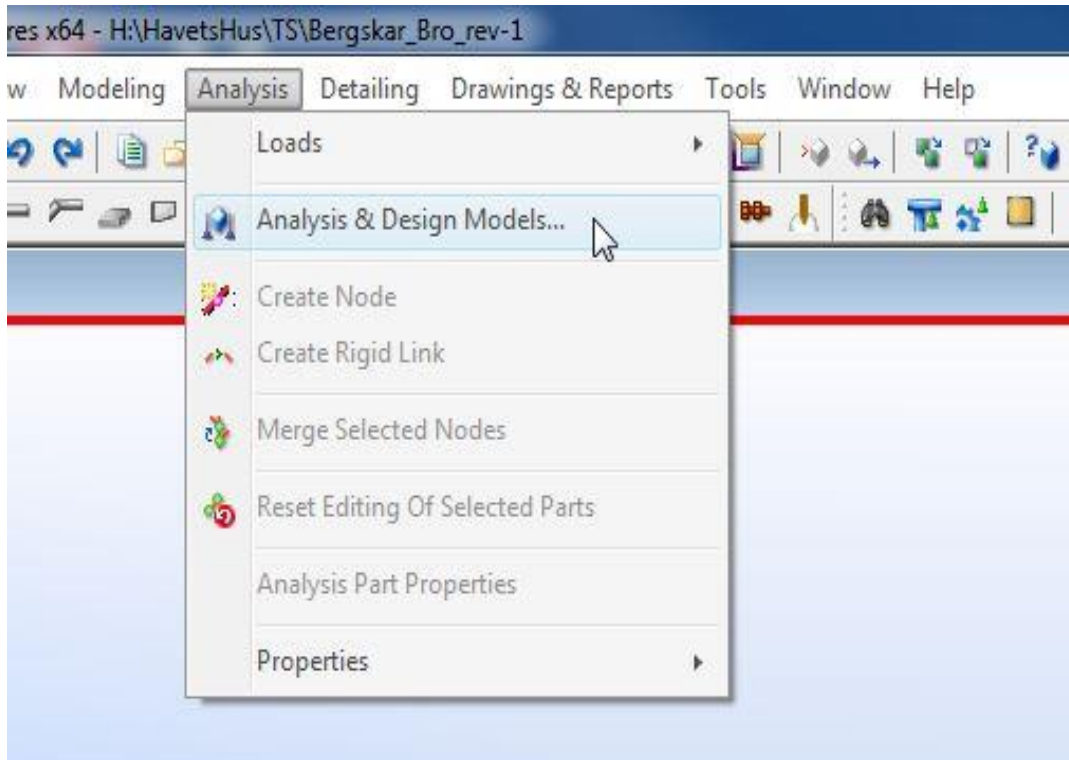 res x64 - H:\HavetsHus\TS\Bergskar_Bro_rev-1
w Modeling Analysis Detailing Drawings & Reports Tools Window Help
Loads
Analysis & Design Models...
Create Node
Create Rigid Link
Merge Selected Nodes
Reset Editing Of Selected Parts
Analysis Part Properties
Properties